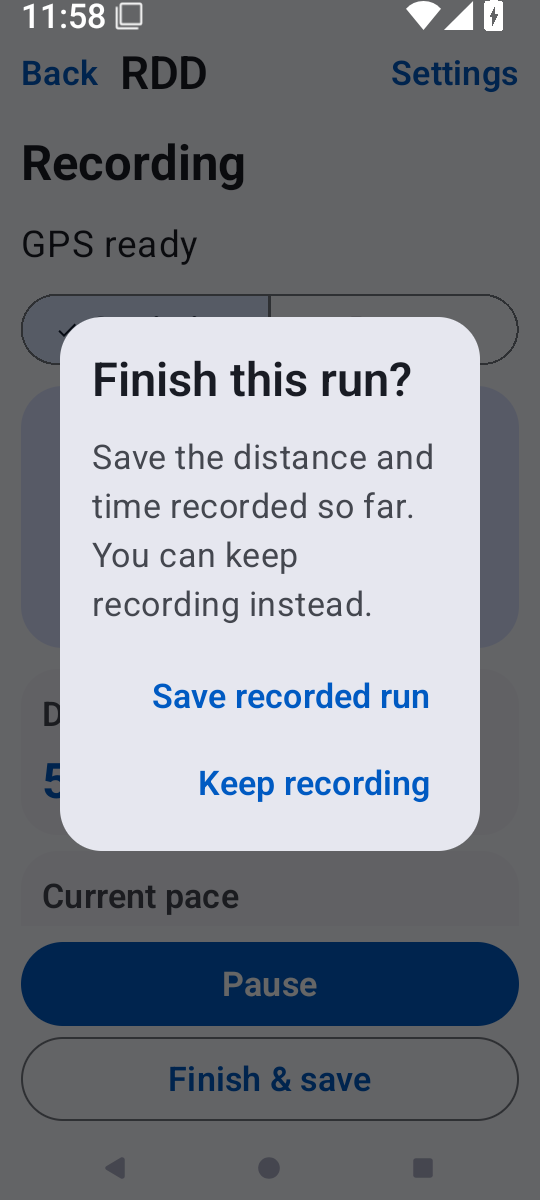 11:58
Back RDD Settings
Recording
GPS ready
Finish this run?
Save the distance and
time recorded so far.
You can keep
recording instead.
Save recorded run
Keep recording
Current pace
Pause
Finish & save